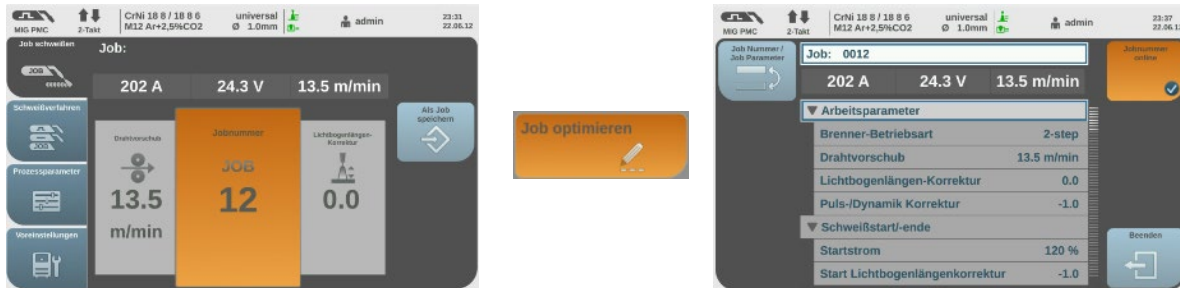 MIG PMC
2-Takt
CrNi 18 8 / 18 8 6
M12 Ar+2,5%CO2
universal
Ø 1.0mm
admin
23:31
22.06.12
Job schweißen
JOB
Job:
202 A 24.3 V 13.5 m/min
Schweißverfahren
JOB
Prozessparameter
Voreinstellungen
Drahtvorschub
13.5
m/min
Jobnummer
JOB
12
Lichtbogenlängen-
Korrektur
0.0
Als Job
speichern
Job optimieren
MIG PMC
2-Takt
CrNi 18 8 / 18 8 6
M12 Ar+2,5%CO2
universal
Ø 1.0mm
admin
23:37
Job Nummer /
Job Parameter
Job: 0012
202 A 24.3 V 13.5 m/min
Jobnummer
online
Arbeitsparameter
Brenner-Betriebsart 2-step
Drahtvorschub 13.5 m/min
Lichtbogenlängen-Korrektur 0.0
Puls-/Dynamik Korrektur -1.0
Schweißstart/-ende
Startstrom 120 %
Start Lichtbogenlängenkorrektur -1.0
Beenden